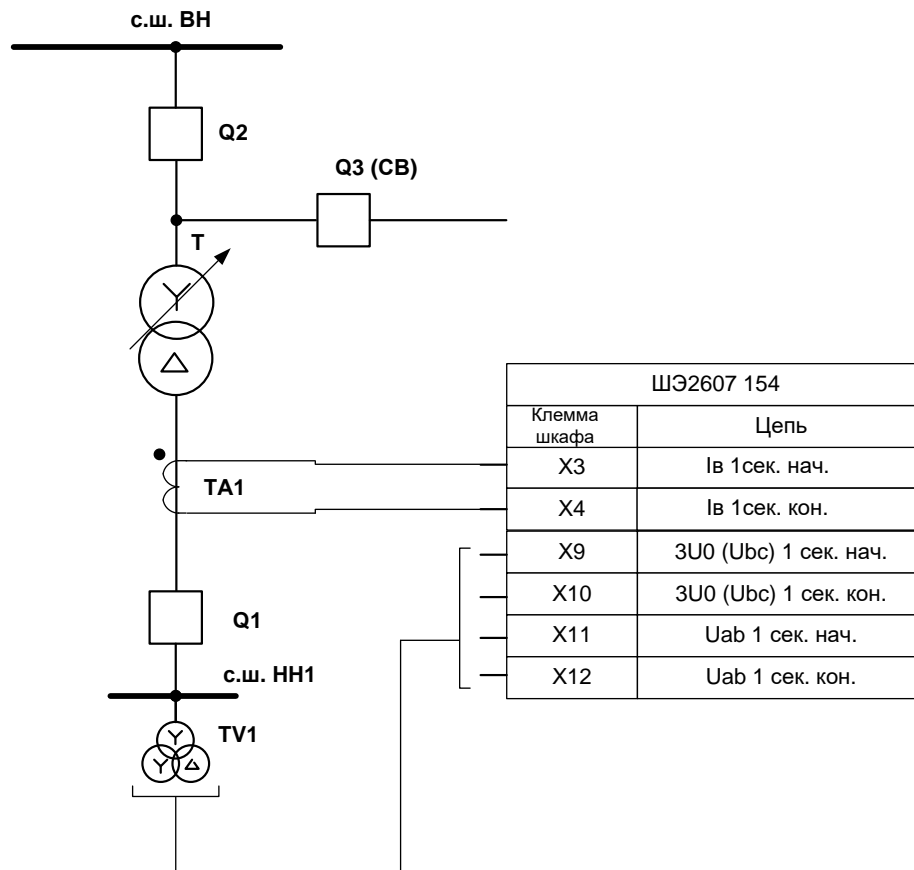 с.ш. ВН
Q2
Q3 (СВ)
Т
ШЭ2607 154
Клемма
шкафа
Цепь
ТА1
X3
Iв 1сек. нач.
X4
Iв 1сек. кон.
X9
3U0 (Ubc) 1 сек. нач.
X10
3U0 (Ubc) 1 сек. кон.
Q1
X11
Uab 1 сек. нач.
X12
Uab 1 сек. кон.
с.ш. НН1
TV1